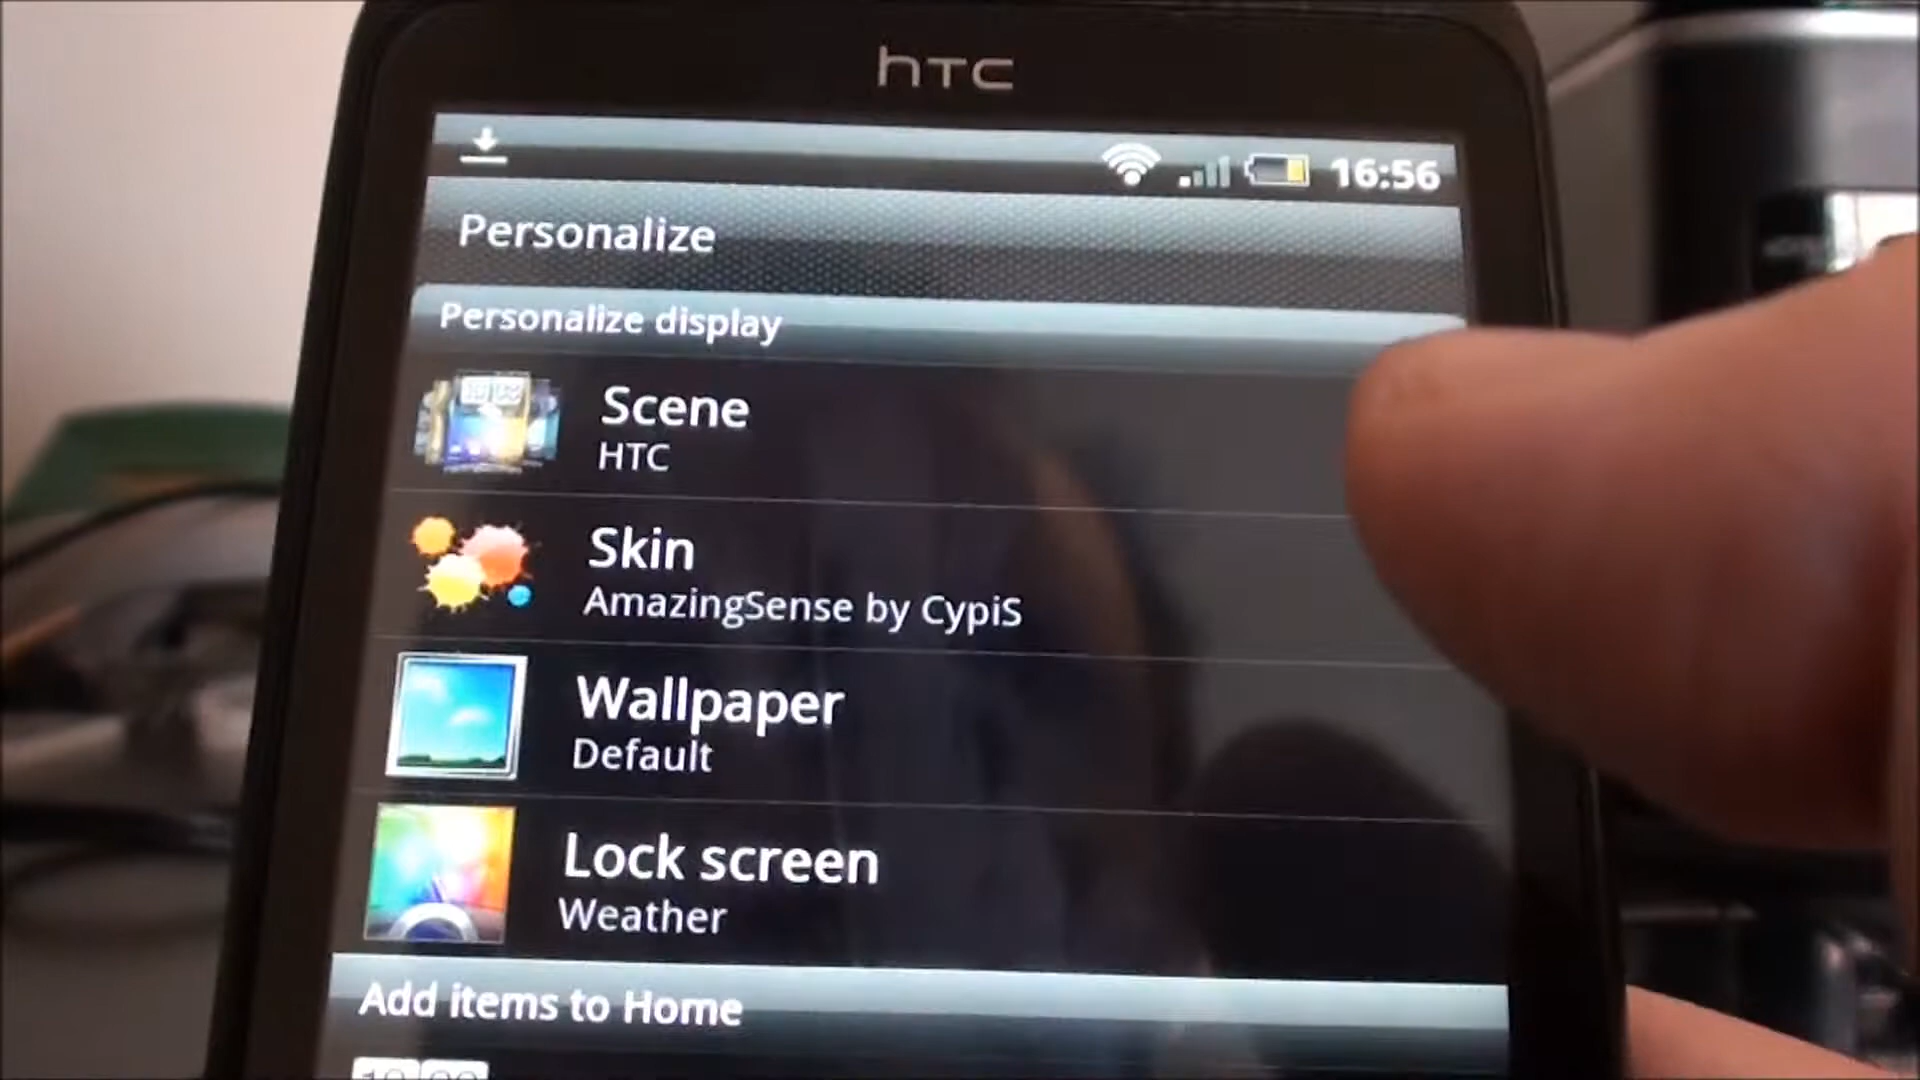 hTC
16:56
Personalize
Personalize display
Scene
HTC
Skin
AmazingSense by CypiS
Wallpaper
Default
Lock screen
Weather
Add items to Home